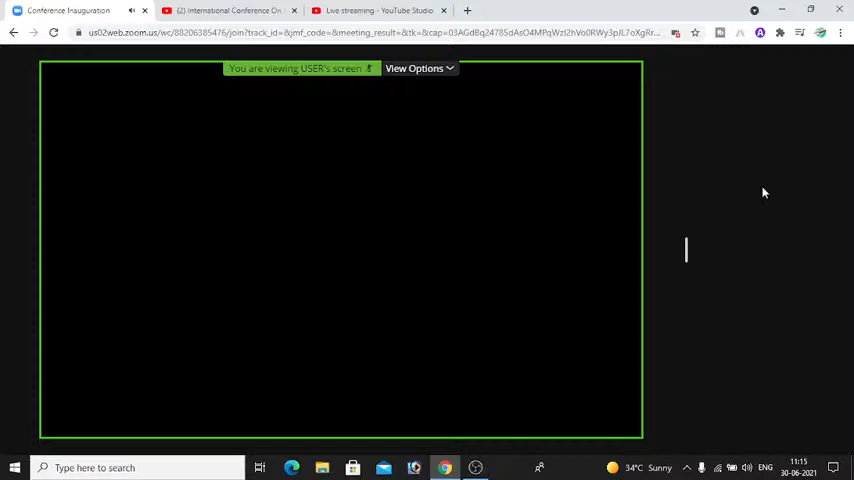 Conference Inauguration
(2) International Conference On
Live streaming - YouTube Studio
us02web.zoom.us/wc/88206385476/join?track_id=&jmf_code=&meeting_result=&tk=&cap=
You are viewing USER's screen
View Options
Type here to search
34°C Sunny
ENG
11:15
30-06-2021